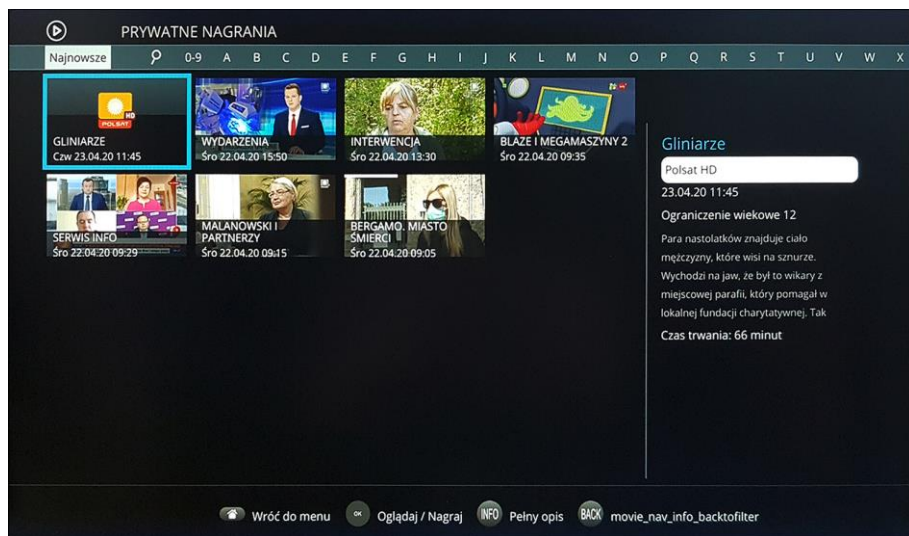 PRYWATNE NAGRANIA
Najnowsze 0-9 A B C D E F G H I J K L M N O P Q R S T U V W X
HD
POLSAT
GLINIARZE
Czw 23.04.20 11:45
WYDARZENIA
Śro 22.04.20 15:50
INTERWENCJA
Śro 22.04.20 13:30
BLAZE I MEGAMASZYNY 2
Śro 22.04.20 09:35
SERWIS INFO
Śro 22.04.20 09:29
MALANOWSKI I
PARTNERZY
Śro 22.04.20 09:15
BERGAMO. MIASTO
ŚMIERCI
Śro 22.04.20 09:05
Gliniarze
Polsat HD
23.04.20 11:45
Ograniczenie wiekowe 12
Para nastolatków znajduje ciało
mężczyzny, które wisi na sznurze.
Wychodzi na jaw, że był to wikary z
miejscowej parafii, który pomagał w
lokalnej fundacji charytatywnej. Tak
Czas trwania: 66 minut
Wróć do menu OK Oglądaj / Nagraj INFO Pełny opis BACK movie_nav_info_backtofilter